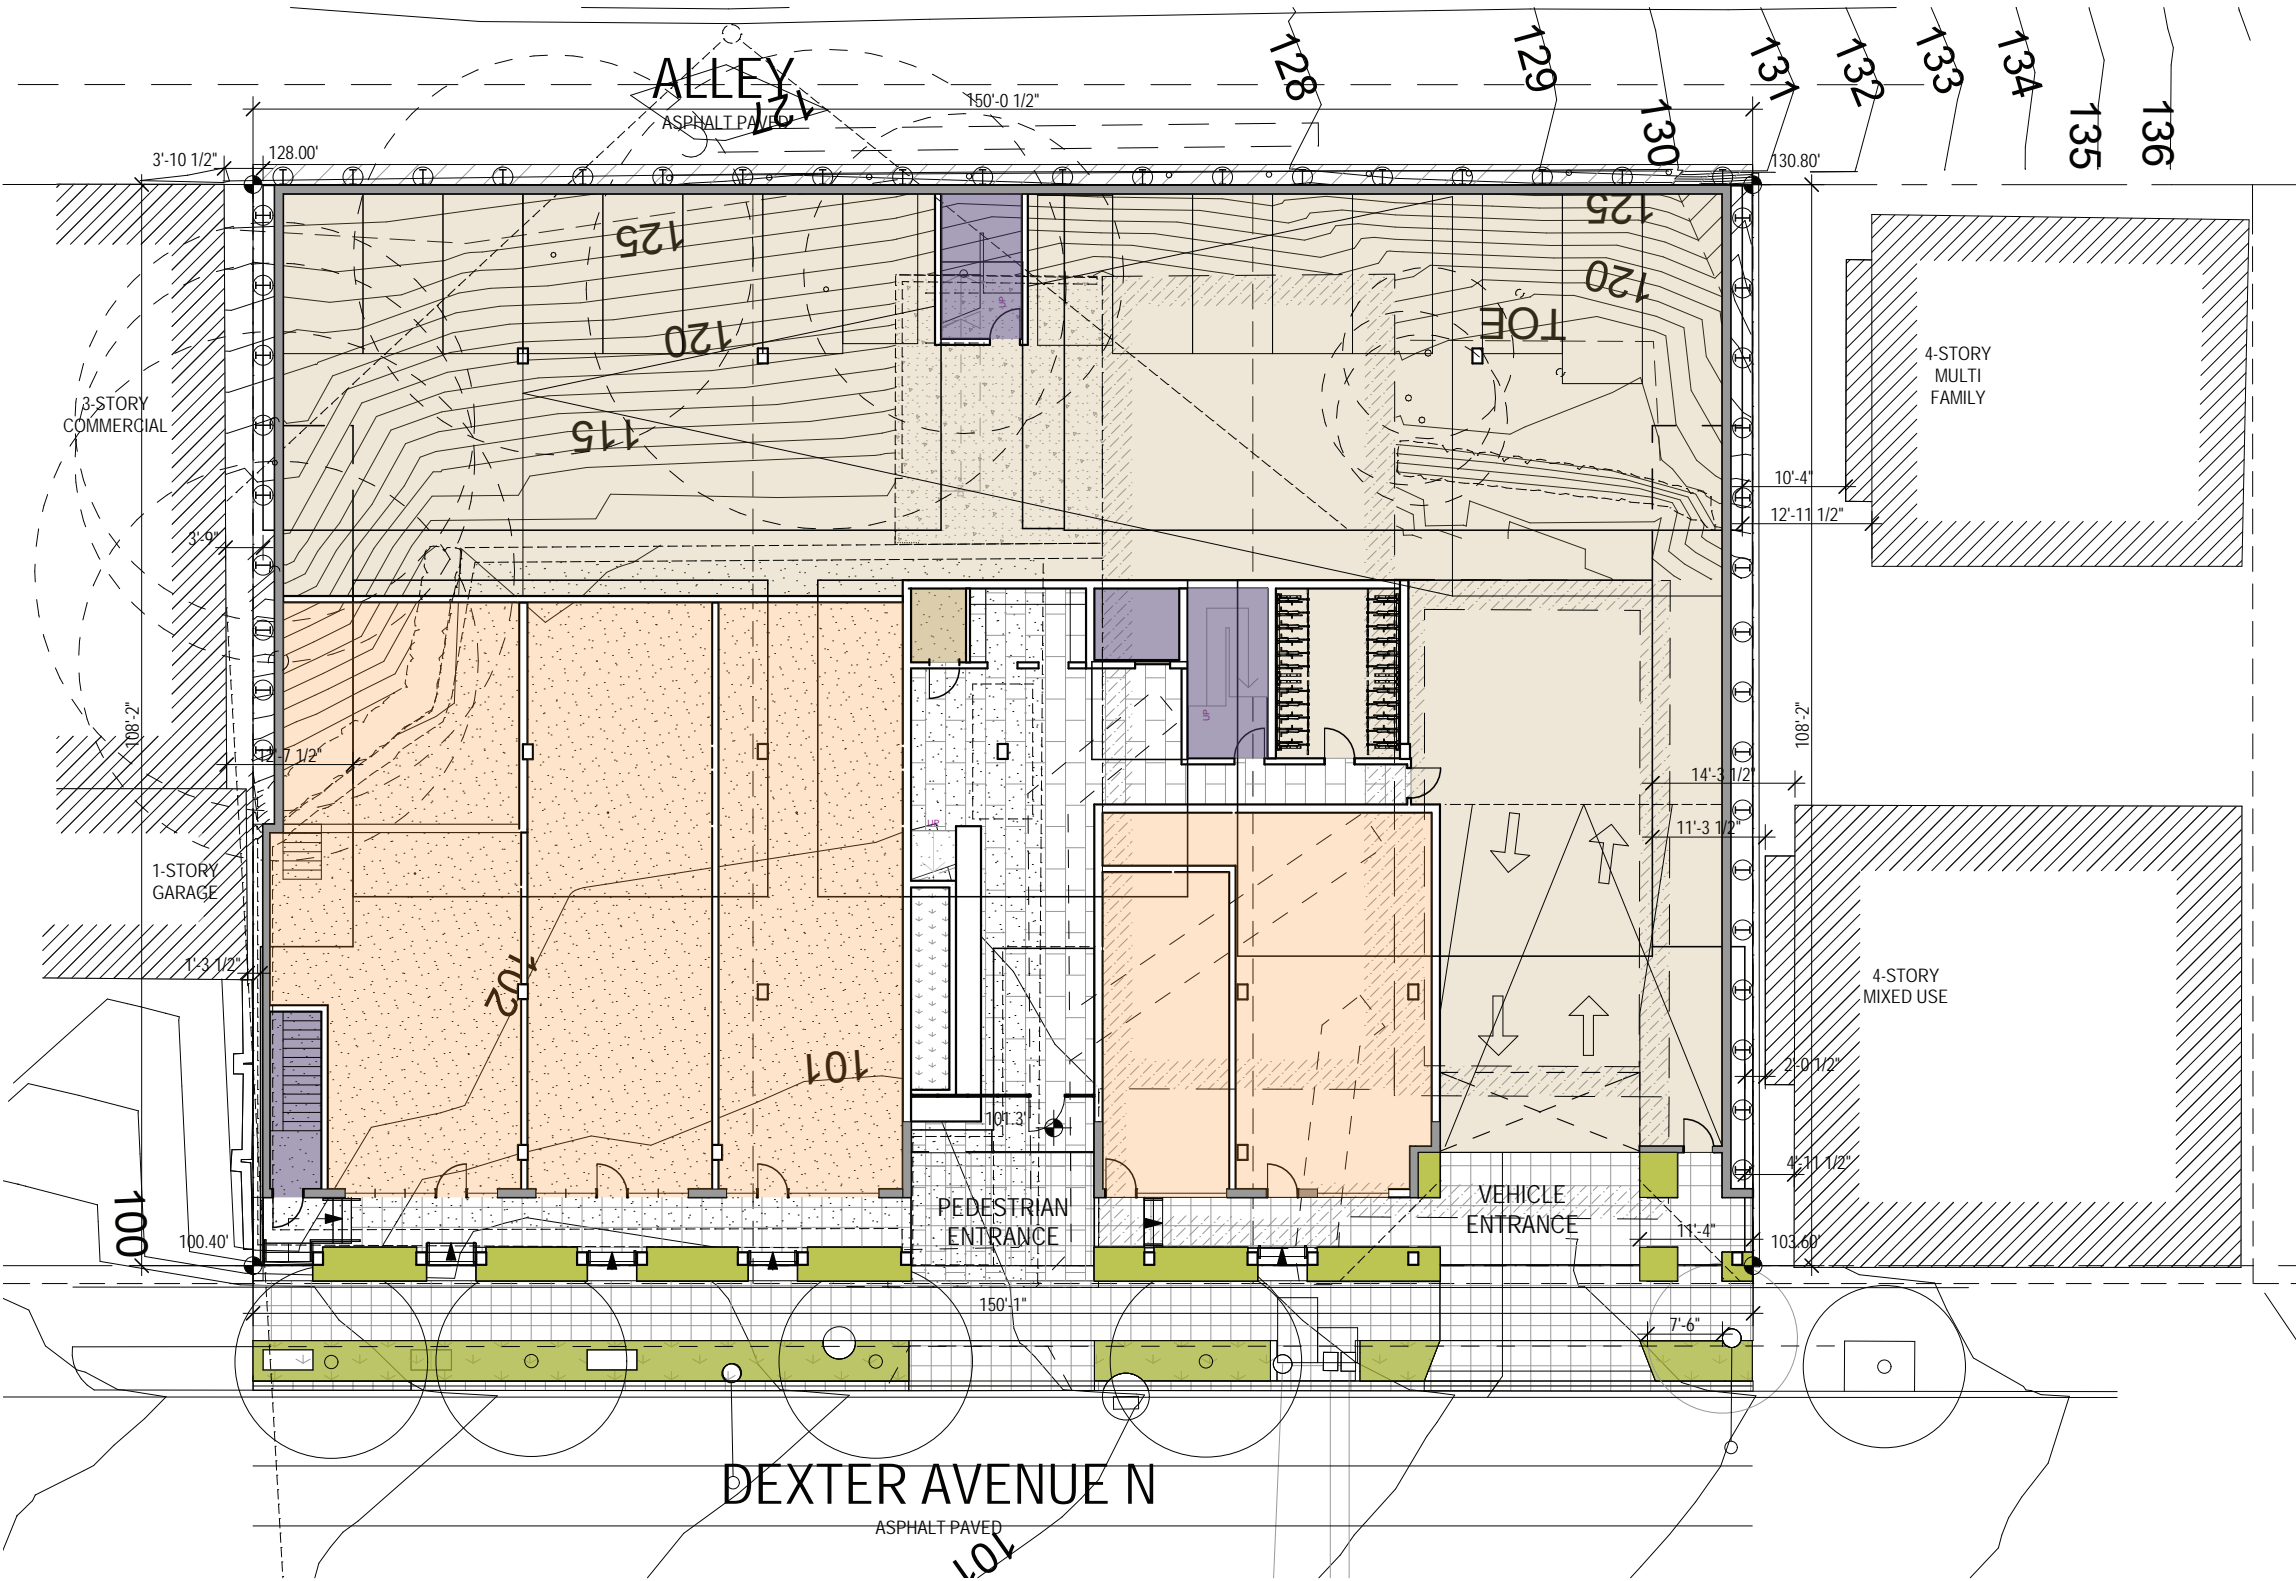 128
129
131
132
133
134
ALLEY
150'-0 1/2"
127
ASPHALT PAVED
130
135
136
3'-10 1/2"
128.00'
130.80'
125
125
120
120
TOE
UP
4-STORY
MULTI
FAMILY
3-STORY
COMMERCIAL
115
10'-4"
12'-11 1/2"
3'-9"
108'-2"
108'-2"
UP
12'-7 1/2"
14'-3 1/2"
UP
11'-3 1/2"
1-STORY
GARAGE
1'-3 1/2"
102
4-STORY
MIXED USE
101
2'-0 1/2"
101.3'
4'-11 1/2"
PEDESTRIAN
ENTRANCE
VEHICLE
ENTRANCE
100
100.40'
11'-4"
103.60'
150'-1"
7'-6"
DEXTER AVENUE N
ASPHALT PAVED
101